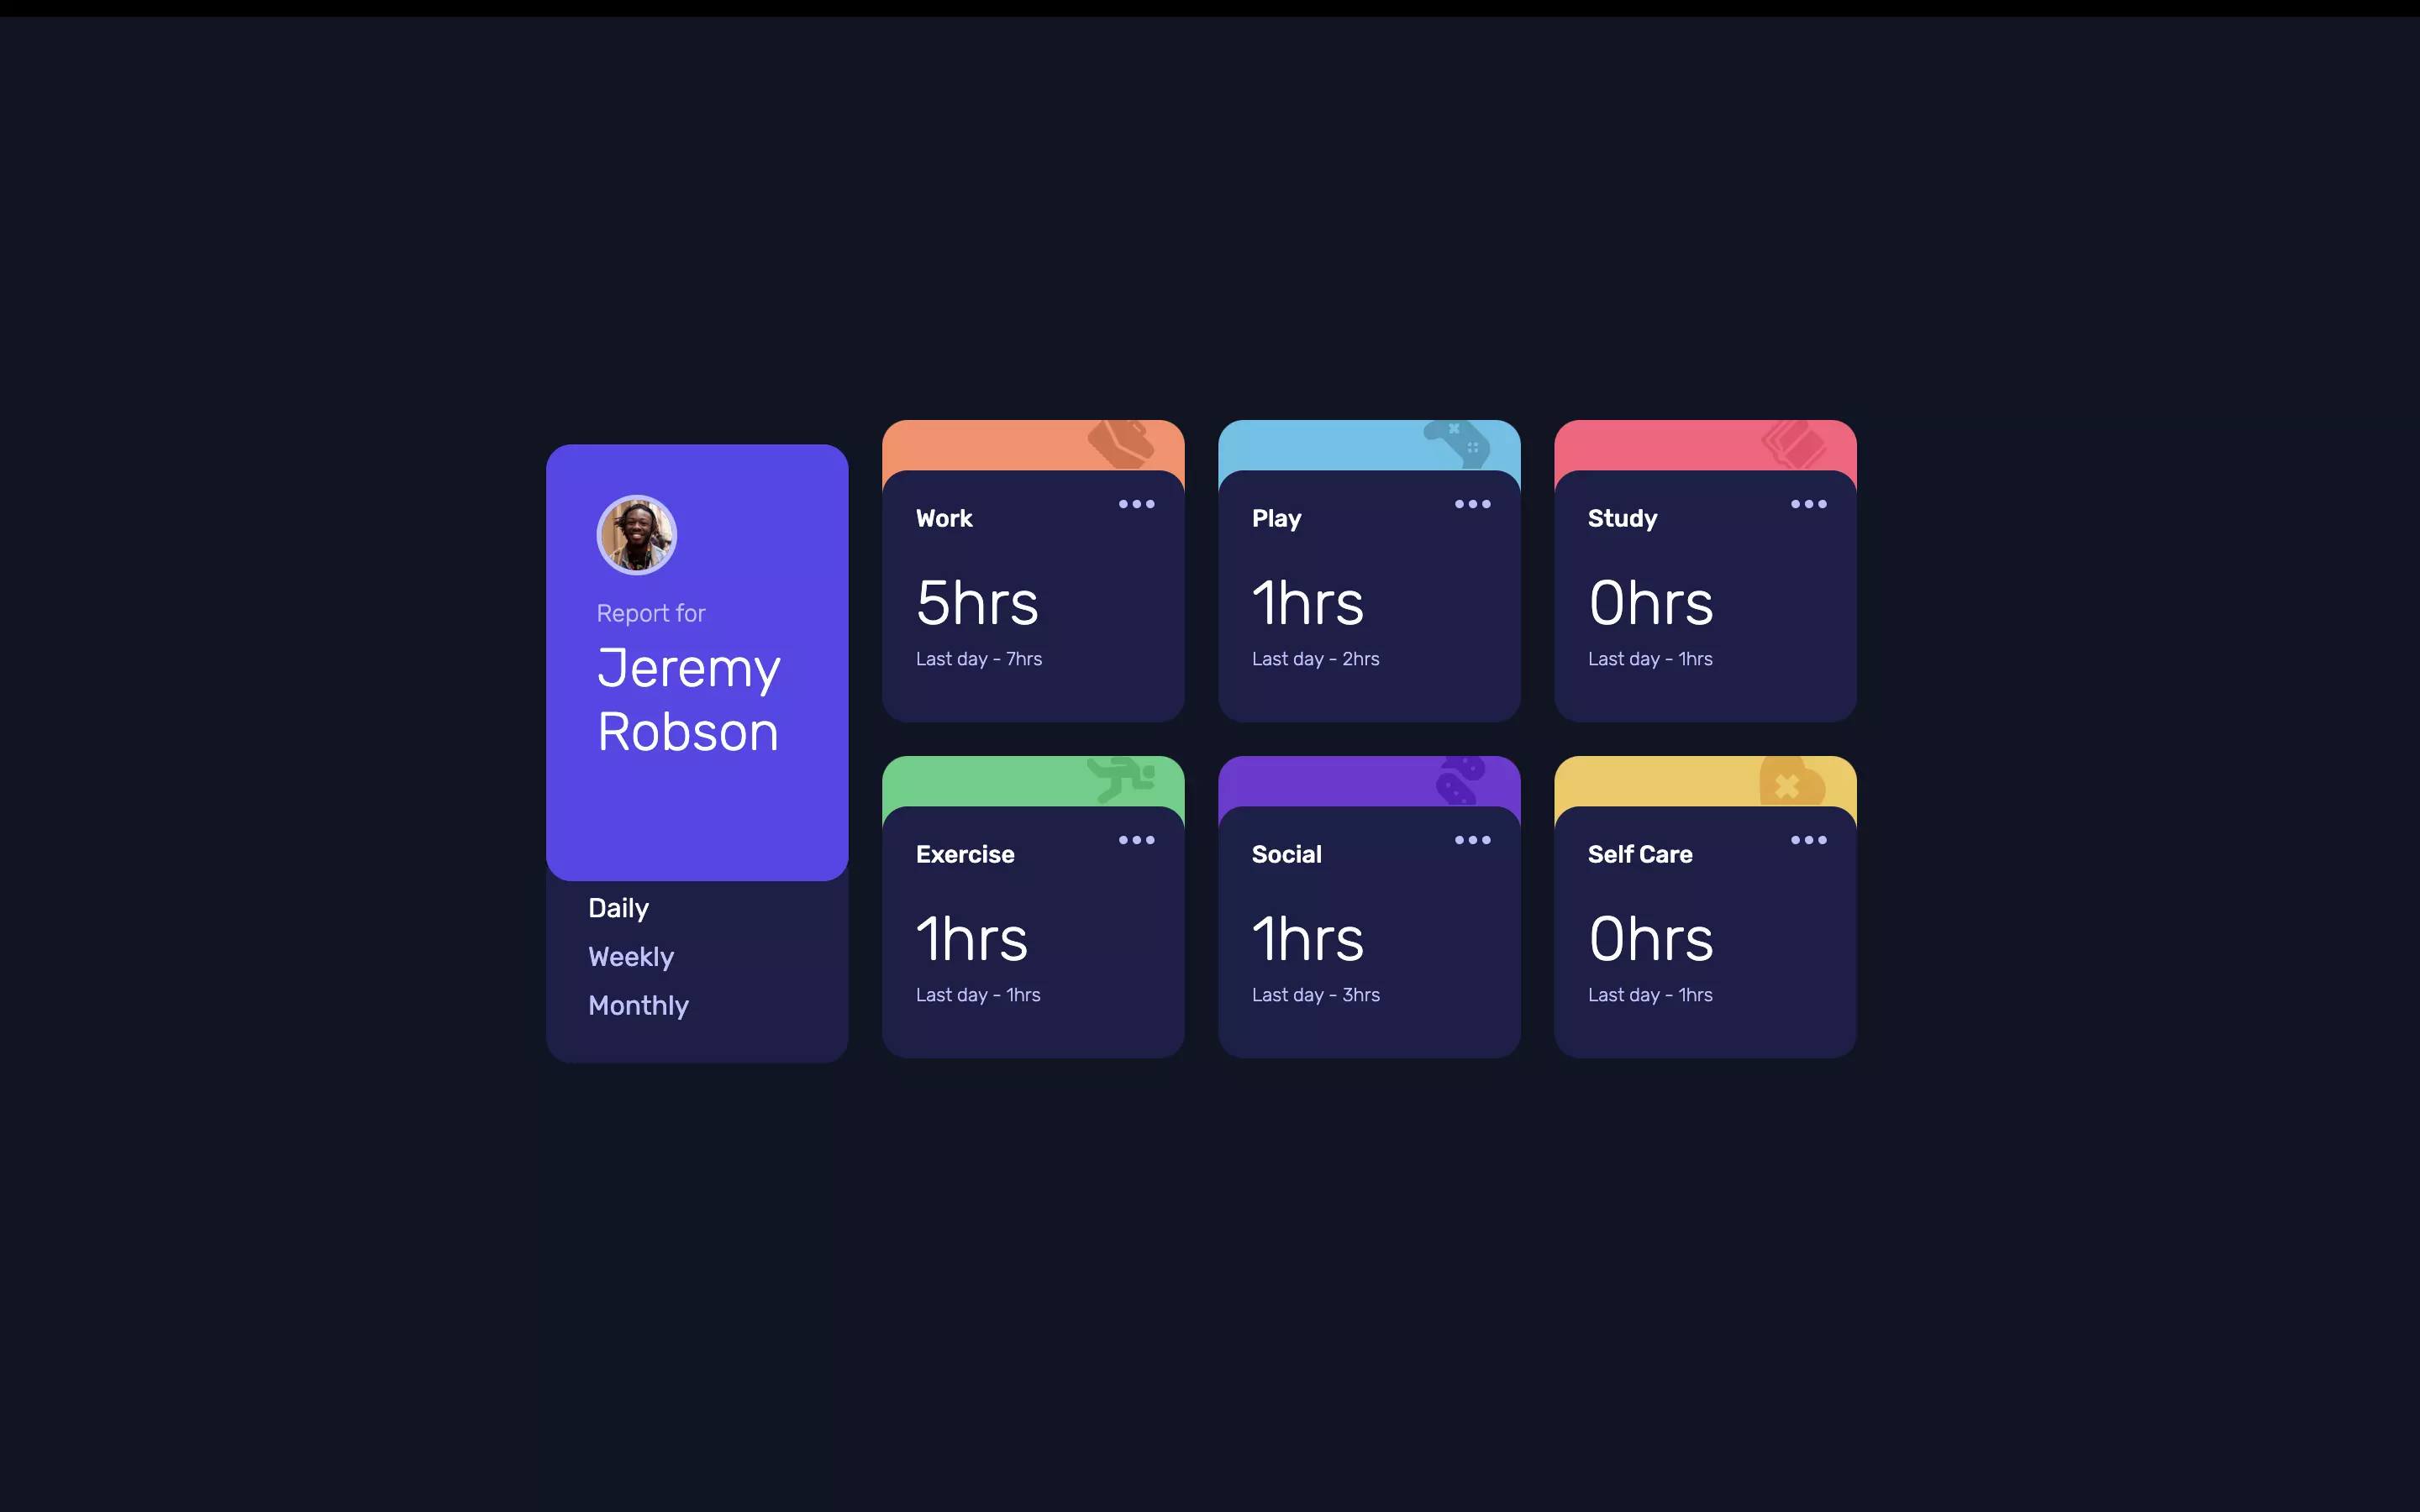 Report for
Jeremy
Robson
Daily
Weekly
Monthly
Work
5hrs
Last day - 7hrs
Play
1hrs
Last day - 2hrs
Study
0hrs
Last day - 1hrs
Exercise
1hrs
Last day - 1hrs
Social
1hrs
Last day - 3hrs
Self Care
0hrs
Last day - 1hrs